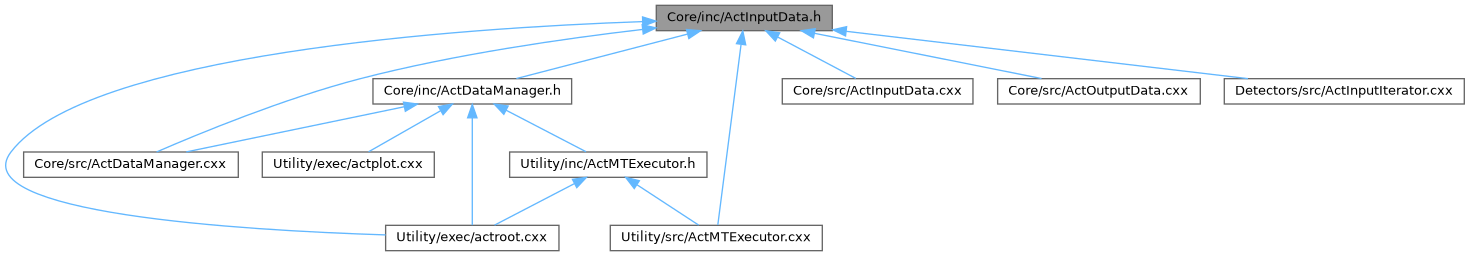 Core/inc/ActInputData.h
Core/inc/ActDataManager.h
Core/src/ActInputData.cxx
Core/src/ActOutputData.cxx
Detectors/src/ActInputIterator.cxx
Core/src/ActDataManager.cxx
Utility/exec/actplot.cxx
Utility/inc/ActMTExecutor.h
Utility/exec/actroot.cxx
Utility/src/ActMTExecutor.cxx